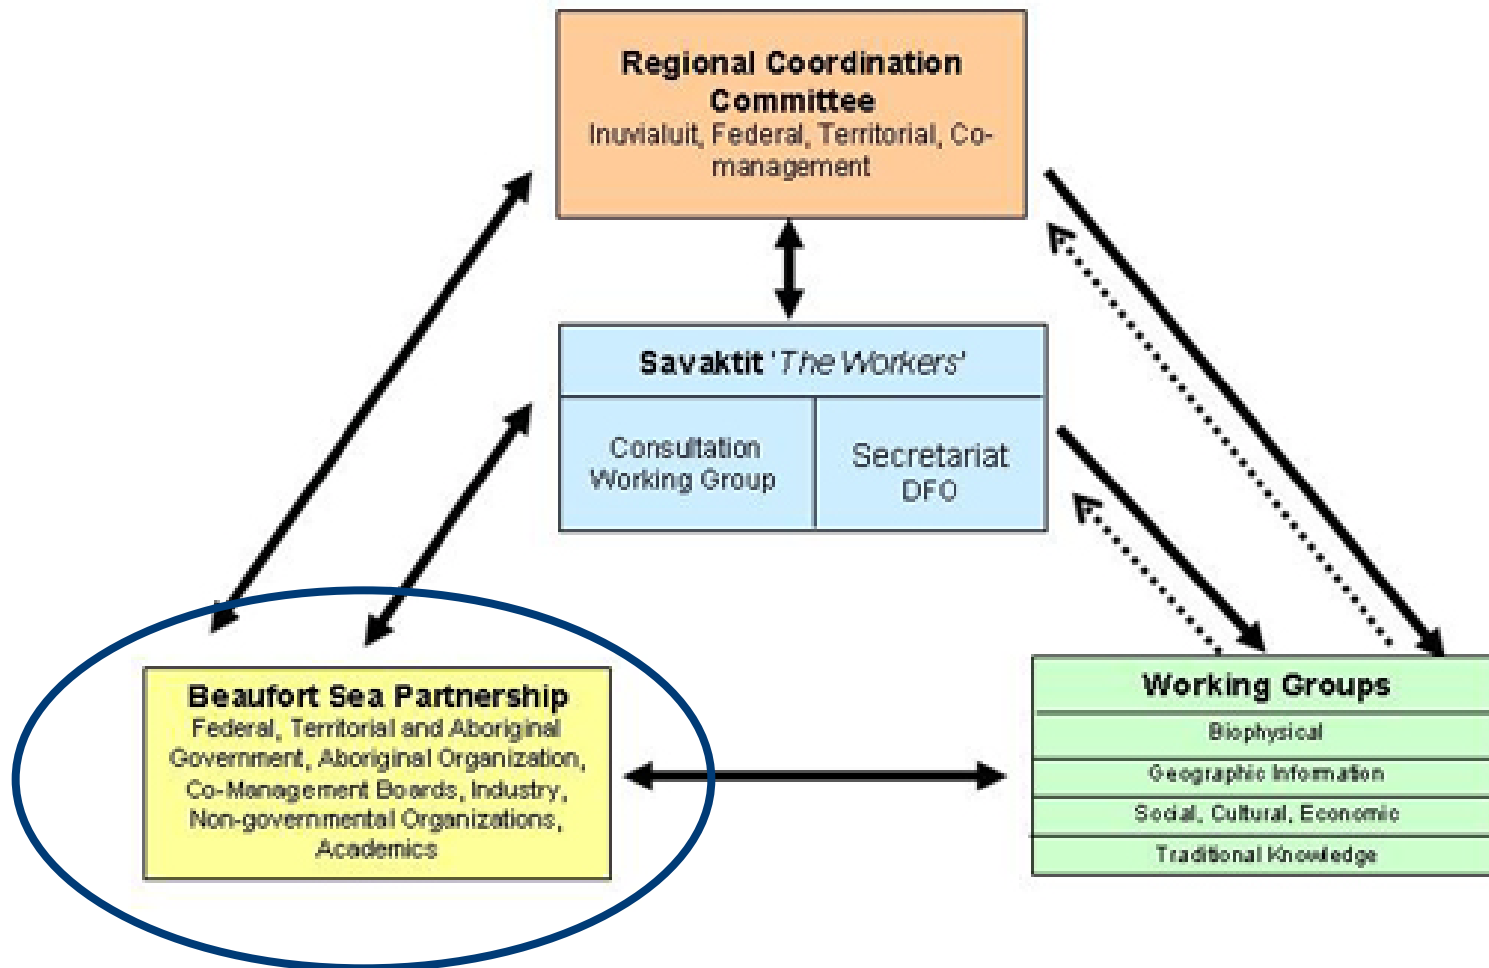 Regional Coordination
Committee
Inuvialuit, Federal, Territorial, Co-
management
Savaktit 'The Workers'
Consultation
Working Group
Secretariat
DFO
Beaufort Sea Partnership
Federal, Territorial and Aboriginal
Government, Aboriginal Organization,
Co-Management Boards, Industry,
Non-governmental Organizations,
Academics
Working Groups
Biophysical
Geographic Information
Social, Cultural, Economic
Traditional Knowledge